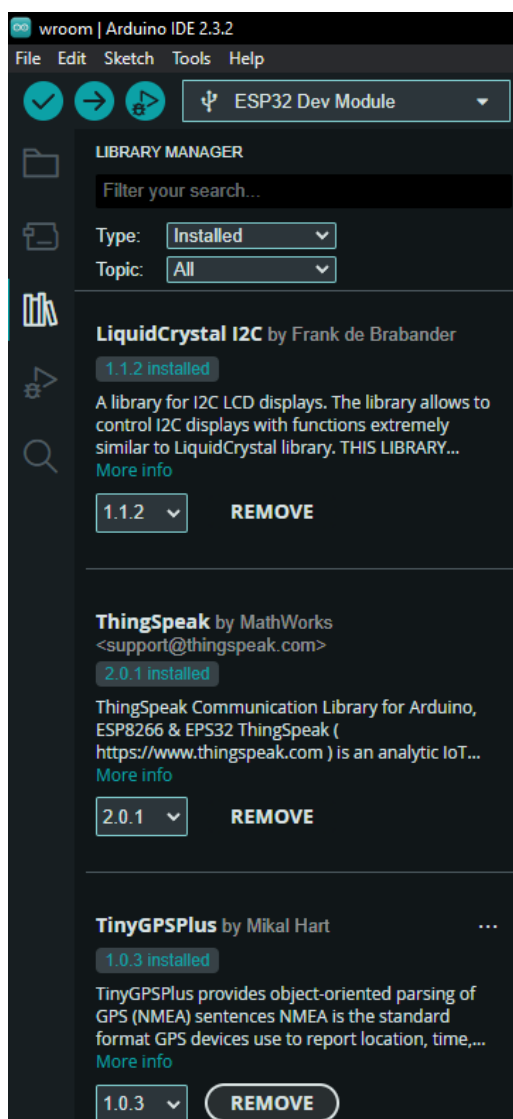 wroom | Arduino IDE 2.3.2
File Edit Sketch Tools Help
ESP32 Dev Module
LIBRARY MANAGER
Filter your search...
Type: Installed
Topic: All
LiquidCrystal I2C by Frank de Brabander
1.1.2 installed
A library for I2C LCD displays. The library allows to
control I2C displays with functions extremely
similar to LiquidCrystal library. THIS LIBRARY...
More info
1.1.2 REMOVE
ThingSpeak by MathWorks
<support@thingspeak.com>
2.0.1 installed
ThingSpeak Communication Library for Arduino,
ESP8266 & EPS32 ThingSpeak (
https://www.thingspeak.com ) is an analytic IoT...
More info
2.0.1 REMOVE
TinyGPSPlus by Mikal Hart ...
1.0.3 installed
TinyGPSPlus provides object-oriented parsing of
GPS (NMEA) sentences NMEA is the standard
format GPS devices use to report location, time,...
More info
1.0.3 REMOVE